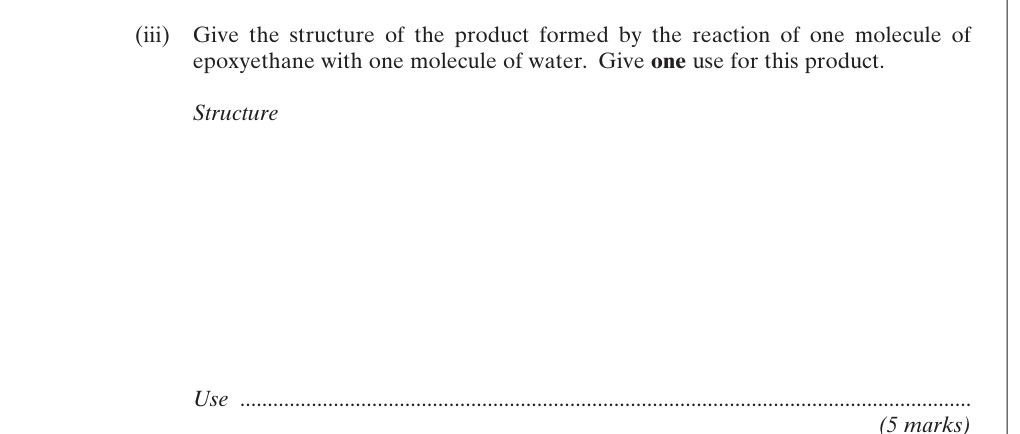 (iii) Give the structure of the product formed by the reaction of one molecule of
epoxyethane with one molecule of water. Give one use for this product.
Structure
Use ..........................................................................................................................................
(5 marks)